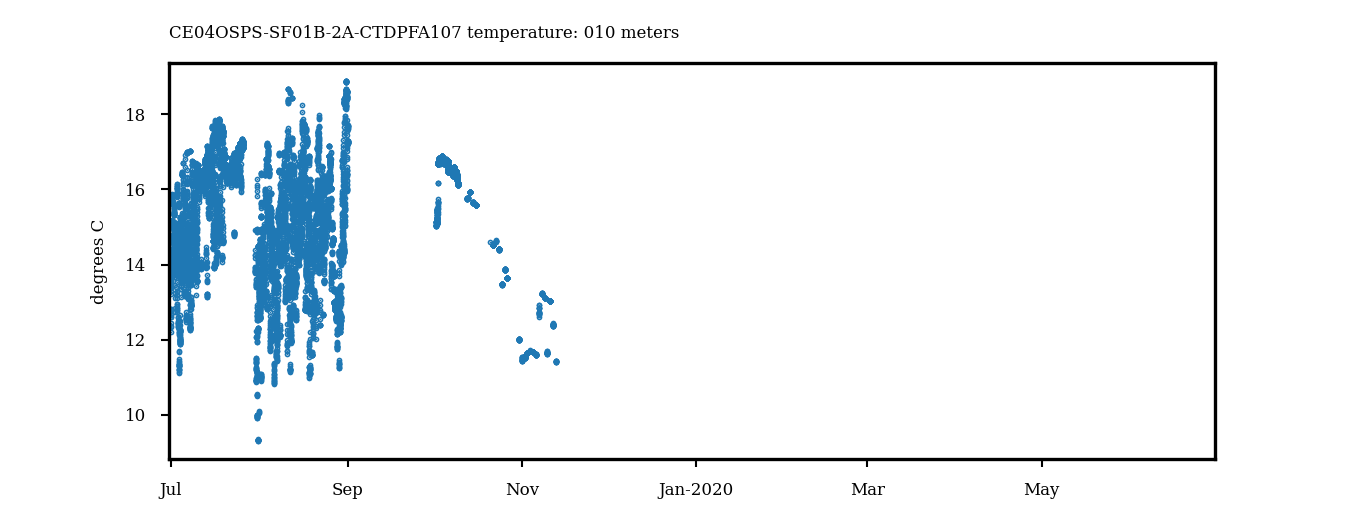 CE04OSPS-SF01B-2A-CTDPFA107 temperature: 010 meters
degrees C
18
16
14
12
10
Jul Sep Nov Jan-2020 Mar May